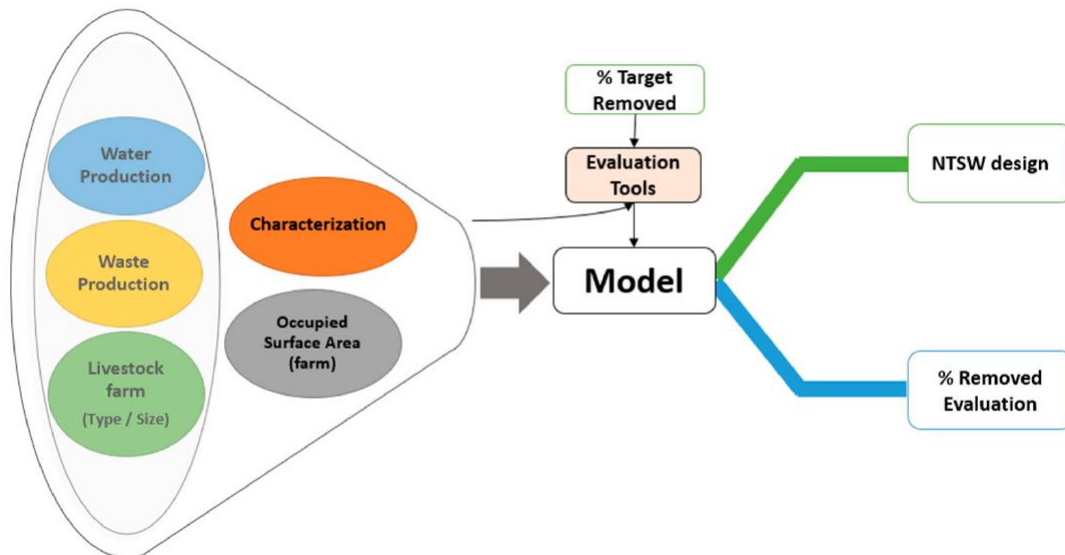 Water
Production
Waste
Production
Livestock
farm
(Type / Size)
Characterization
Occupied
Surface Area
(farm)
% Target
Removed
Evaluation
Tools
Model
NTSW design
% Removed
Evaluation